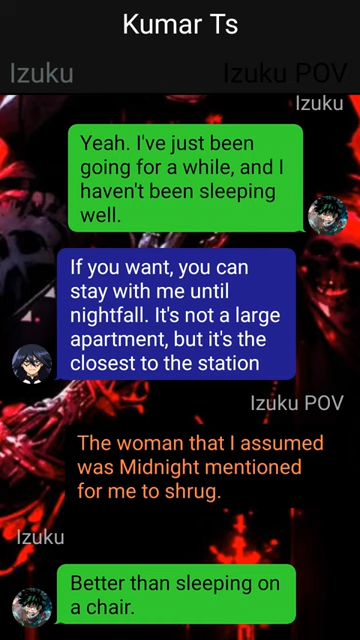 Kumar Ts
Izuku
Izuku POV
Izuku
Yeah. I've just been
going for a while, and I
haven't been sleeping
well.
If you want, you can
stay with me until
nightfall. It's not a large
apartment, but it's the
closest to the station
Izuku POV
The woman that I assumed
was Midnight mentioned
for me to shrug.
Izuku
Better than sleeping on
a chair.